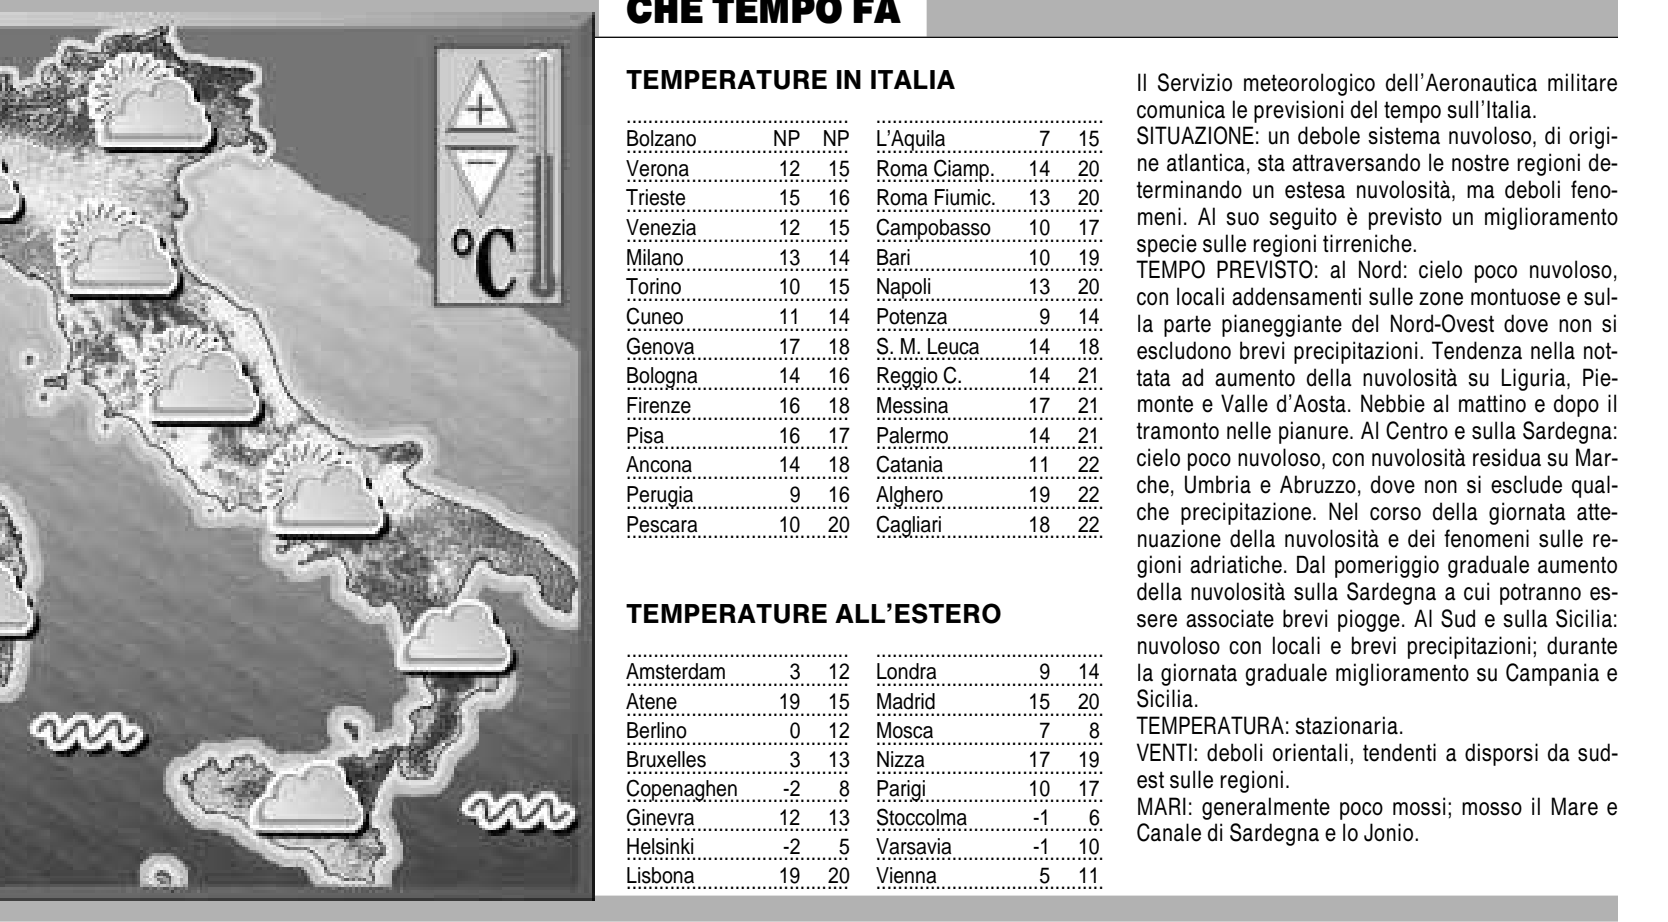 CHE TEMPO FA
+
−
°C
TEMPERATURE IN ITALIA
Bolzano NP NP
Verona 12 15
Trieste 15 16
Venezia 12 15
Milano 13 14
Torino 10 15
Cuneo 11 14
Genova 17 18
Bologna 14 16
Firenze 16 18
Pisa 16 17
Ancona 14 18
Perugia 9 16
Pescara 10 20
L'Aquila 7 15
Roma Ciamp. 14 20
Roma Fiumic. 13 20
Campobasso 10 17
Bari 10 19
Napoli 13 20
Potenza 9 14
S. M. Leuca 14 18
Reggio C. 14 21
Messina 17 21
Palermo 14 21
Catania 11 22
Alghero 19 22
Cagliari 18 22
TEMPERATURE ALL'ESTERO
Amsterdam 3 12
Atene 19 15
Berlino 0 12
Bruxelles 3 13
Copenaghen -2 8
Ginevra 12 13
Helsinki -2 5
Lisbona 19 20
Londra 9 14
Madrid 15 20
Mosca 7 8
Nizza 17 19
Parigi 10 17
Stoccolma -1 6
Varsavia -1 10
Vienna 5 11
Il Servizio meteorologico dell'Aeronautica militare
comunica le previsioni del tempo sull'Italia.
SITUAZIONE: un debole sistema nuvoloso, di origi-
ne atlantica, sta attraversando le nostre regioni de-
terminando un estesa nuvolosità, ma deboli feno-
meni. Al suo seguito è previsto un miglioramento
specie sulle regioni tirreniche.
TEMPO PREVISTO: al Nord: cielo poco nuvoloso,
con locali addensamenti sulle zone montuose e sul-
la parte pianeggiante del Nord-Ovest dove non si
escludono brevi precipitazioni. Tendenza nella not-
tata ad aumento della nuvolosità su Liguria, Pie-
monte e Valle d'Aosta. Nebbie al mattino e dopo il
tramonto nelle pianure. Al Centro e sulla Sardegna:
cielo poco nuvoloso, con nuvolosità residua su Mar-
che, Umbria e Abruzzo, dove non si esclude qual-
che precipitazione. Nel corso della giornata atte-
nuazione della nuvolosità e dei fenomeni sulle re-
gioni adriatiche. Dal pomeriggio graduale aumento
della nuvolosità sulla Sardegna a cui potranno es-
sere associate brevi piogge. Al Sud e sulla Sicilia:
nuvoloso con locali e brevi precipitazioni; durante
la giornata graduale miglioramento su Campania e
Sicilia.
TEMPERATURA: stazionaria.
VENTI: deboli orientali, tendenti a disporsi da sud-
est sulle regioni.
MARI: generalmente poco mossi; mosso il Mare e
Canale di Sardegna e lo Jonio.